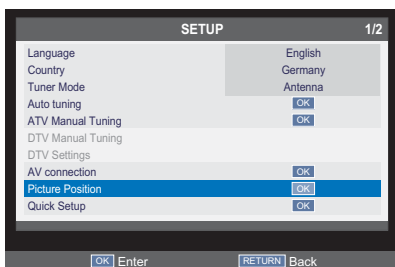 SETUP 1/2
Language English
Country Germany
Tuner Mode Antenna
Auto tuning OK
ATV Manual Tuning OK
DTV Manual Tuning
DTV Settings
AV connection OK
Picture Position OK
Quick Setup OK
OK Enter RETURN Back